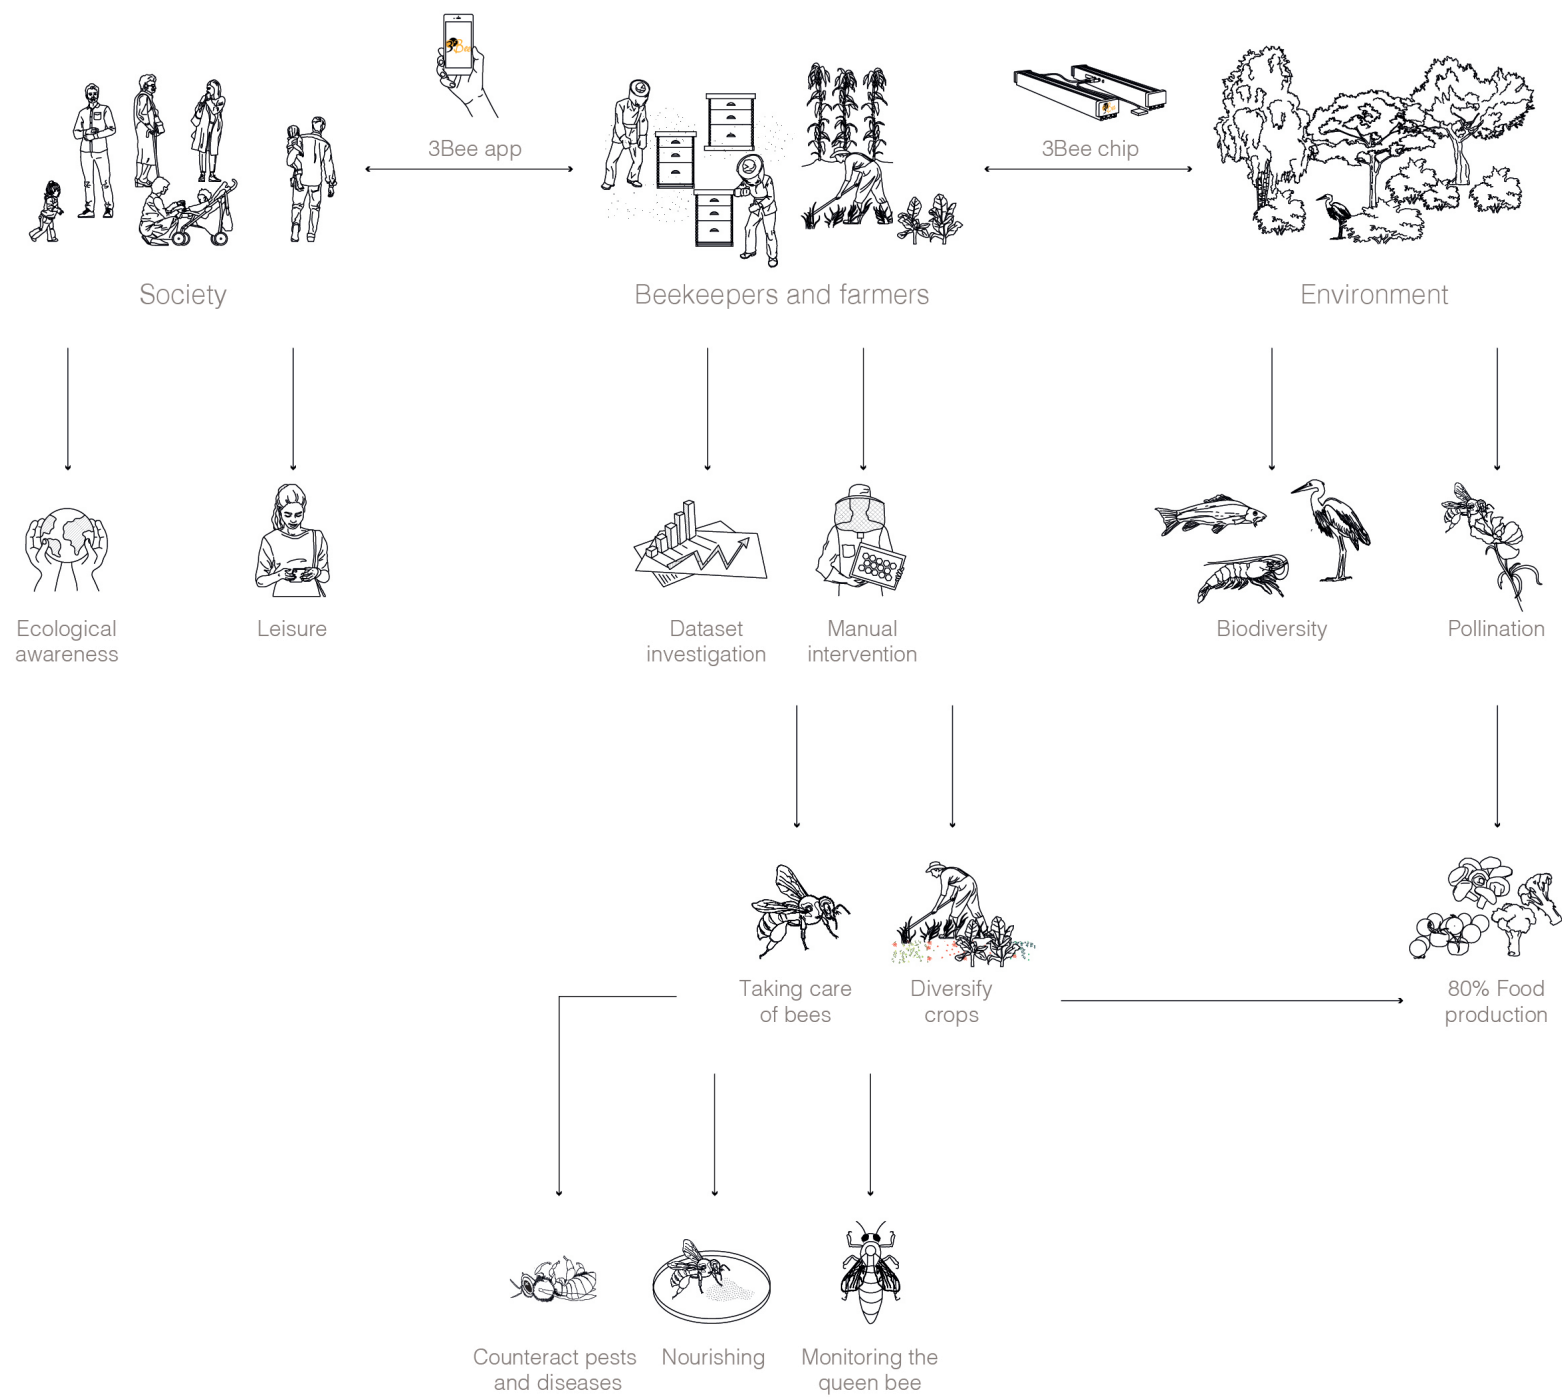 3Bee
3Bee app
3Bee chip
Society
Beekeepers and farmers
Environment
Ecological
awareness
Leisure
Dataset
investigation
Manual
intervention
Biodiversity
Pollination
Taking care
of bees
Diversify
crops
80% Food
production
Counteract pests
and diseases
Nourishing
Monitoring the
queen bee